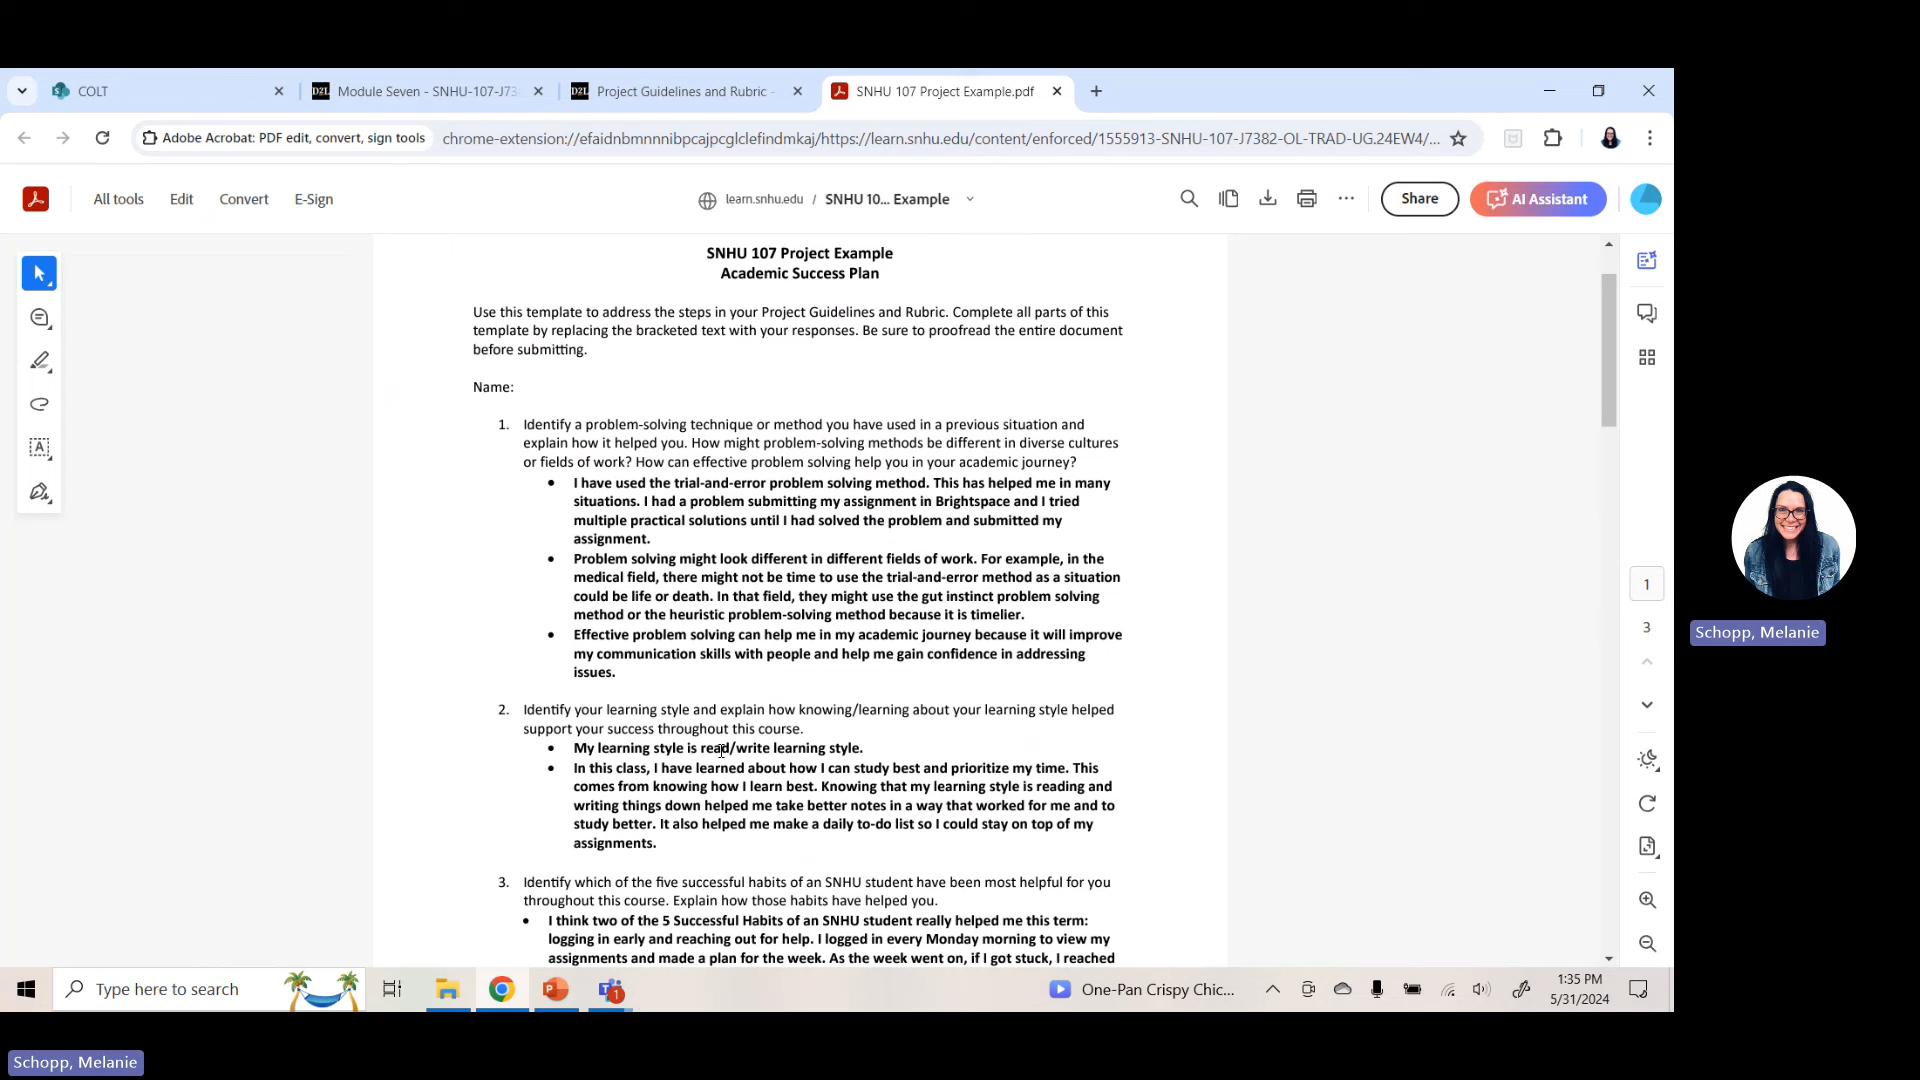 COLT
Module Seven - SNHU-107-J73
Project Guidelines and Rubric -
SNHU 107 Project Example.pdf
Adobe Acrobat: PDF edit, convert, sign tools
chrome-extension://efaidnbmnnnibpcajpcglclefindmkaj/https://learn.snhu.edu/content/enforced/1555913-SNHU-107-J7382-OL-TRAD-UG.24EW4/...
All tools
Edit
Convert
E-Sign
learn.snhu.edu / SNHU 10... Example
Share
AI Assistant
SNHU 107 Project Example
Academic Success Plan
Use this template to address the steps in your Project Guidelines and Rubric. Complete all parts of this
template by replacing the bracketed text with your responses. Be sure to proofread the entire document
before submitting.
Name:
1. Identify a problem-solving technique or method you have used in a previous situation and
explain how it helped you. How might problem-solving methods be different in diverse cultures
or fields of work? How can effective problem solving help you in your academic journey?
• I have used the trial-and-error problem solving method. This has helped me in many
situations. I had a problem submitting my assignment in Brightspace and I tried
multiple practical solutions until I had solved the problem and submitted my
assignment.
• Problem solving might look different in different fields of work. For example, in the
medical field, there might not be time to use the trial-and-error method as a situation
could be life or death. In that field, they might use the gut instinct problem solving
method or the heuristic problem-solving method because it is timelier.
• Effective problem solving can help me in my academic journey because it will improve
my communication skills with people and help me gain confidence in addressing
issues.
2. Identify your learning style and explain how knowing/learning about your learning style helped
support your success throughout this course.
• My learning style is read/write learning style.
• In this class, I have learned about how I can study best and prioritize my time. This
comes from knowing how I learn best. Knowing that my learning style is reading and
writing things down helped me take better notes in a way that worked for me and to
study better. It also helped me make a daily to-do list so I could stay on top of my
assignments.
3. Identify which of the five successful habits of an SNHU student have been most helpful for you
throughout this course. Explain how those habits have helped you.
• I think two of the 5 Successful Habits of an SNHU student really helped me this term:
logging in early and reaching out for help. I logged in every Monday morning to view my
assignments and made a plan for the week. As the week went on, if I got stuck, I reached
1
3
Schopp, Melanie
Type here to search
1
One-Pan Crispy Chic...
1:35 PM
5/31/2024
Schopp, Melanie